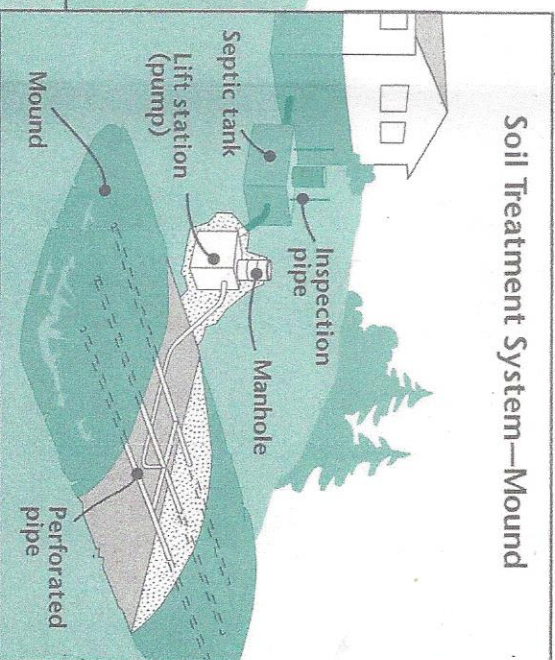 Soil Treatment System—Mound
Septic tank
Lift station
(pump)
Mound
Inspection
pipe
Manhole
Perforated
pipe